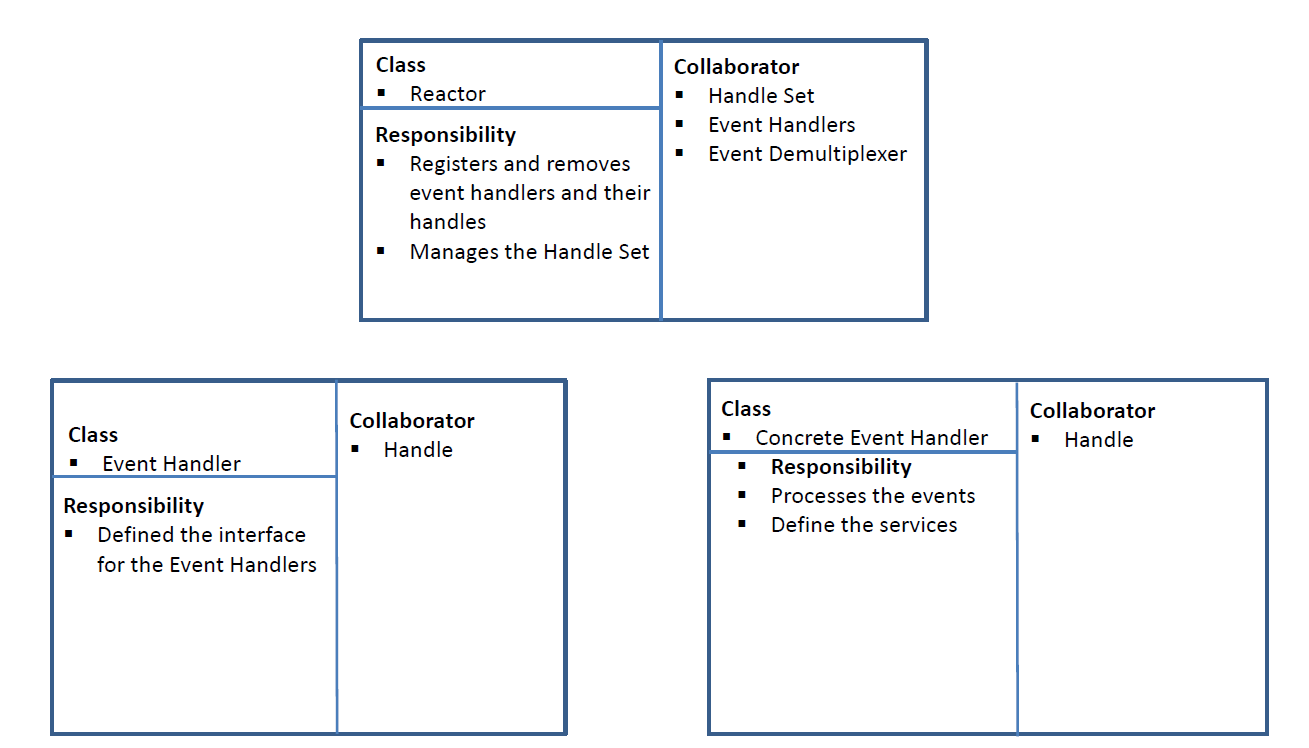 Class
▪ Reactor
Responsibility
▪ Registers and removes
event handlers and their
handles
▪ Manages the Handle Set
Collaborator
▪ Handle Set
▪ Event Handlers
▪ Event Demultiplexer
Class
▪ Event Handler
Responsibility
▪ Defined the interface
for the Event Handlers
Collaborator
▪ Handle
Class
▪ Concrete Event Handler
▪ Responsibility
▪ Processes the events
▪ Define the services
Collaborator
▪ Handle